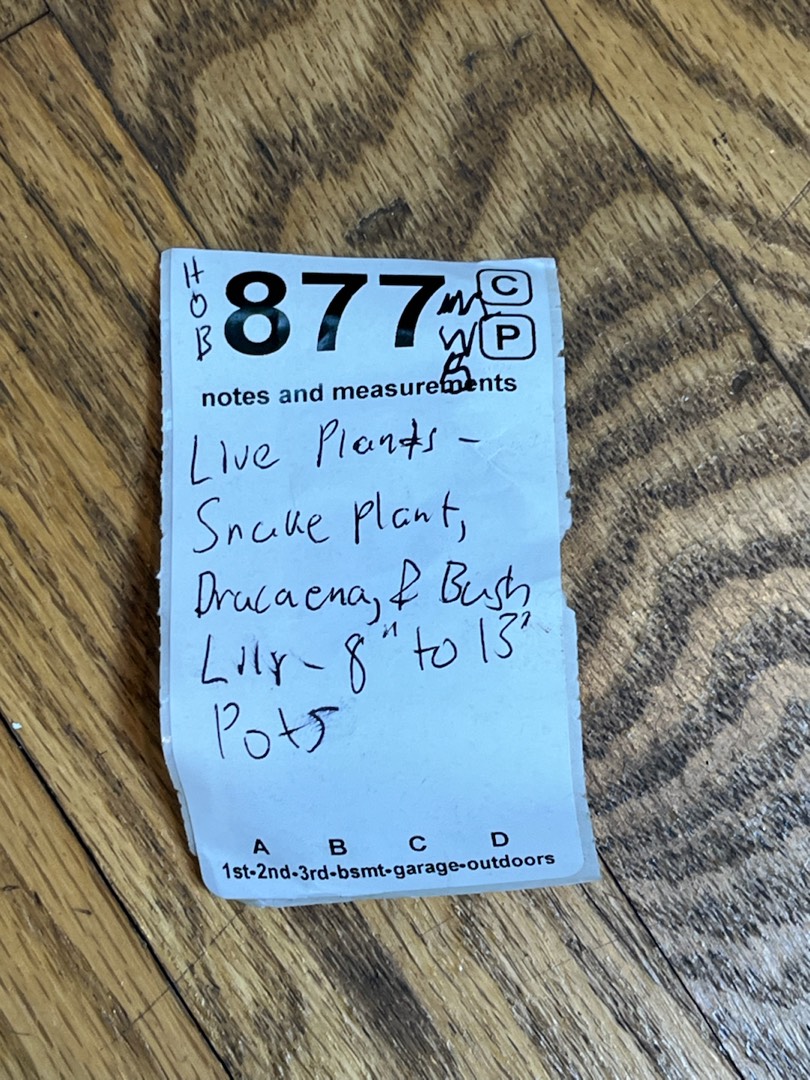 HOB
877
C
P
notes and measurements
Live Plants -
Snake plant,
Dracaena, & Bush
Lily - 8" to 13"
Pots
A B C D
1st-2nd-3rd-bsmt-garage-outdoors